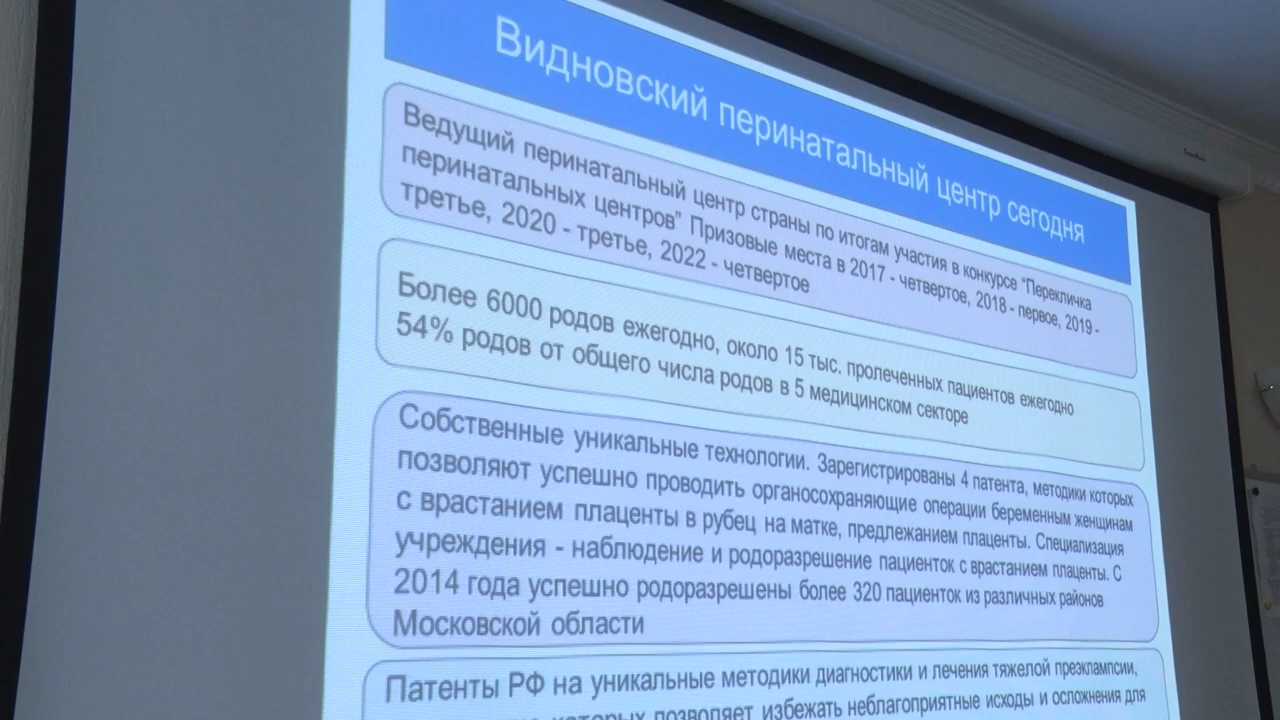 Видновский перинатальный центр сегодня
Ведущий перинатальный центр страны по итогам участия в конкурсе "Перекличка
перинатальных центров" Призовые места в 2017 - четвертое, 2018 - первое, 2019 -
третье, 2020 - третье, 2022 - четвертое
Более 6000 родов ежегодно, около 15 тыс. пролеченных пациентов ежегодно
54% родов от общего числа родов в 5 медицинском секторе
Собственные уникальные технологии. Зарегистрированы 4 патента, методики которых
позволяют успешно проводить органосохраняющие операции беременным женщинам
с врастанием плаценты в рубец на матке, предлежанием плаценты. Специализация
учреждения - наблюдение и родоразрешение пациенток с врастанием плаценты. С
2014 года успешно родоразрешены более 320 пациенток из различных районов
Московской области
Патенты РФ на уникальные методики диагностики и лечения тяжелой преэклампсии,
которых позволяет избежать неблагоприятные исходы и осложнения для